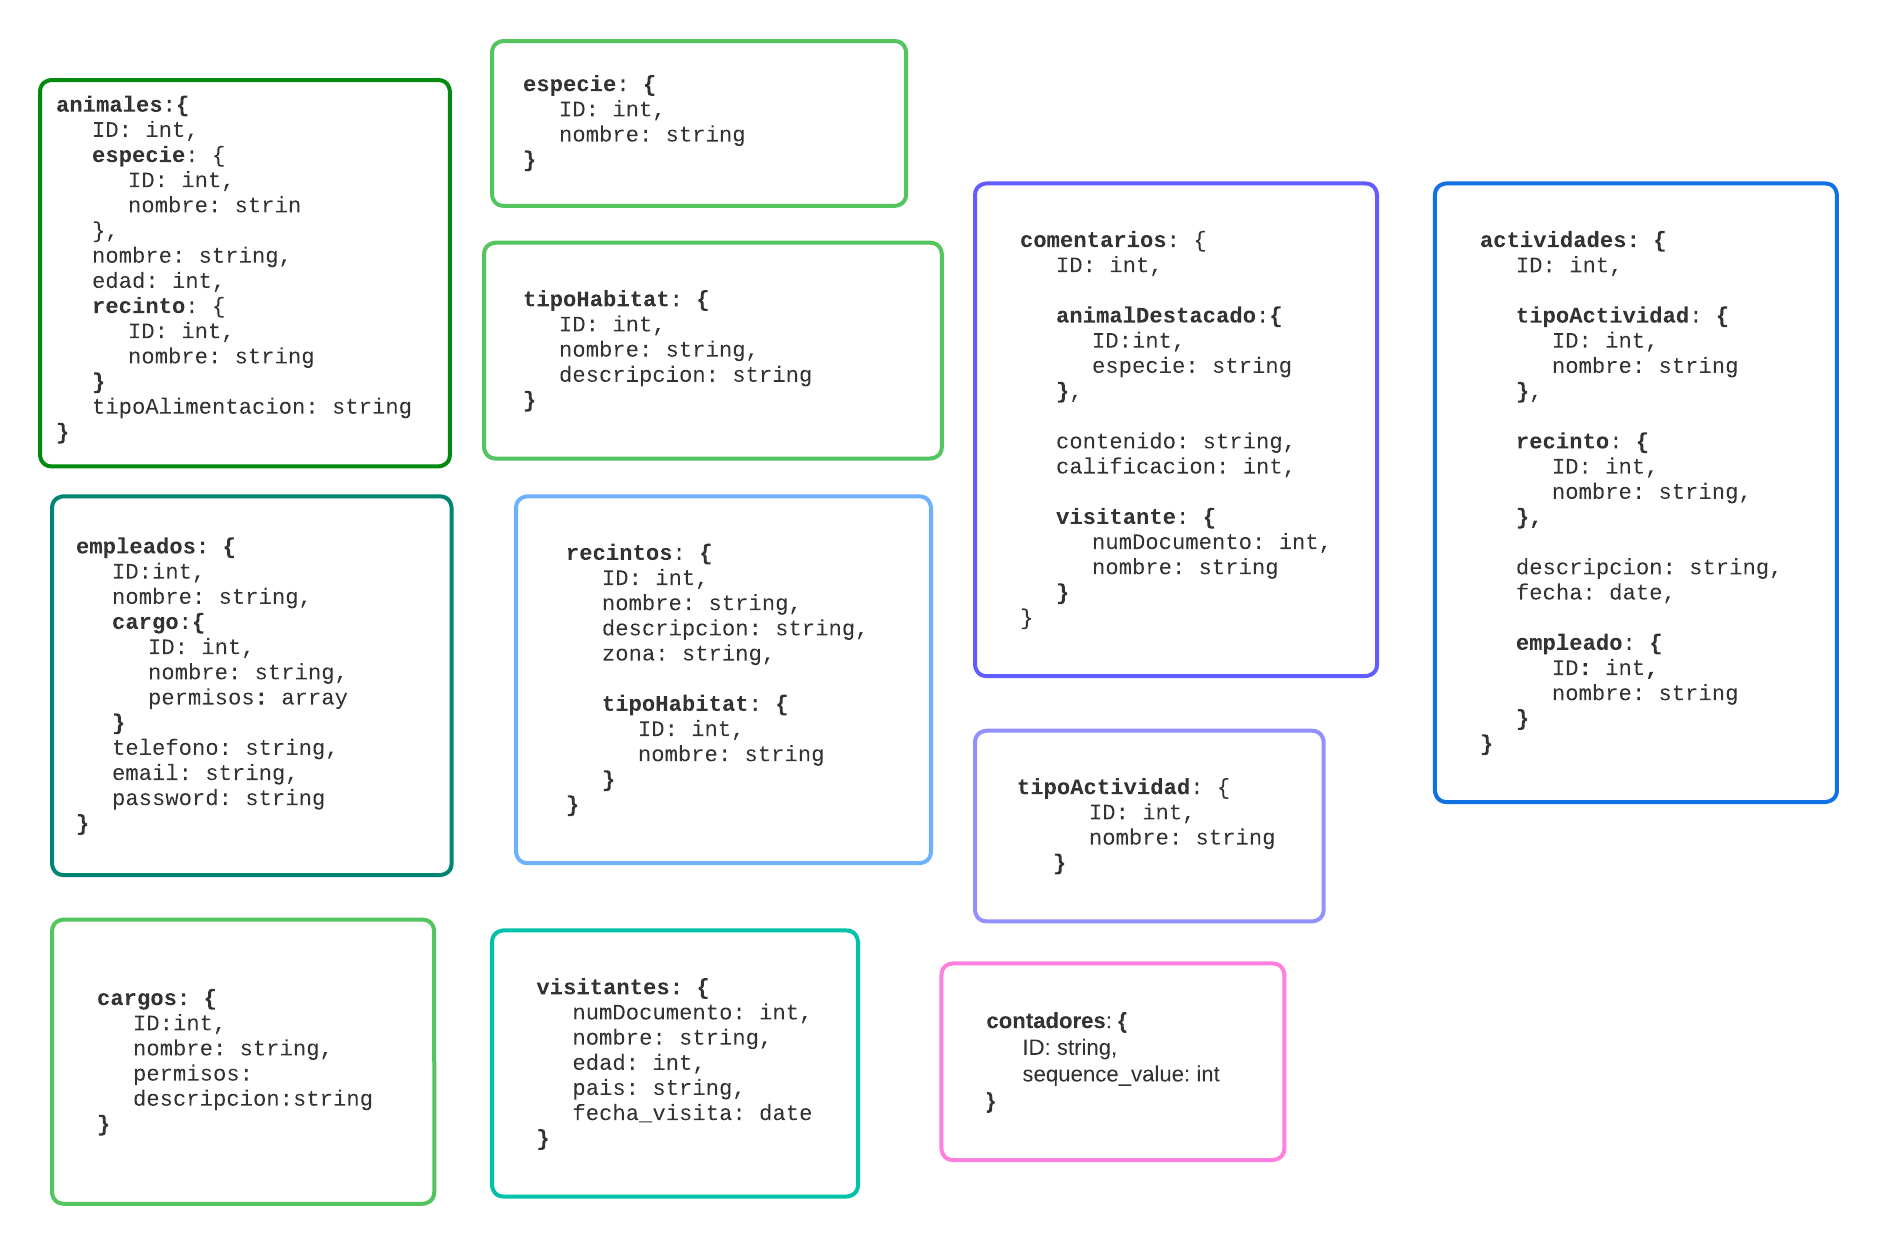 animales:{
ID: int,
especie: {
ID: int,
nombre: strin
},
nombre: string,
edad: int,
recinto: {
ID: int,
nombre: string
}
tipoAlimentacion: string
}
especie: {
ID: int,
nombre: string
}
tipoHabitat: {
ID: int,
nombre: string,
descripcion: string
}
comentarios: {
ID: int,
animalDestacado:{
ID:int,
especie: string
},
contenido: string,
calificacion: int,
visitante: {
numDocumento: int,
nombre: string
}
}
actividades: {
ID: int,
tipoActividad: {
ID: int,
nombre: string
},
recinto: {
ID: int,
nombre: string,
},
descripcion: string,
fecha: date,
empleado: {
ID: int,
nombre: string
}
}
empleados: {
ID:int,
nombre: string,
cargo:{
ID: int,
nombre: string,
permisos: array
}
telefono: string,
email: string,
password: string
}
recintos: {
ID: int,
nombre: string,
descripcion: string,
zona: string,
tipoHabitat: {
ID: int,
nombre: string
}
}
tipoActividad: {
ID: int,
nombre: string
}
cargos: {
ID:int,
nombre: string,
permisos:
descripcion:string
}
visitantes: {
numDocumento: int,
nombre: string,
edad: int,
pais: string,
fecha_visita: date
}
contadores: {
ID: string,
sequence_value: int
}